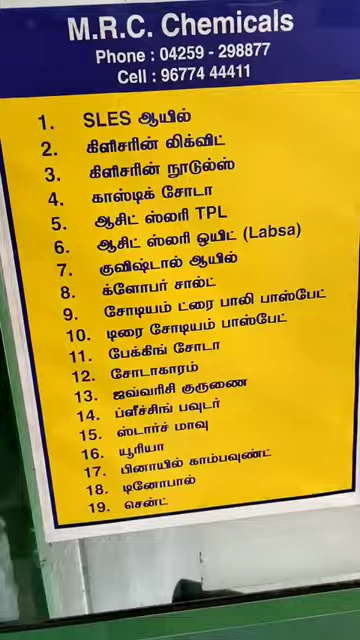 M.R.C. Chemicals
Phone : 04259 - 298877
Cell : 96774 44411
1. SLES ஆயில்
2. கிளிசரின் லிக்விட்
3. கிளிசரின் நூடுல்ஸ்
4. காஸ்டிக் சோடா
5. ஆசிட் ஸ்லரி TPL
6. ஆசிட் ஸ்லரி ஒயிட் (Labsa)
7. குவிஷ்டால் ஆயில்
8. க்ளோபர் சால்ட்
9. சோடியம் ட்ரை பாலி பாஸ்பேட்
10. டிரை சோடியம் பாஸ்பேட்
11. பேக்கிங் சோடா
12. சோடாகாரம்
13. ஜவ்வரிசி குருணை
14. ப்ளீச்சிங் பவுடர்
15. ஸ்டார்ச் மாவு
16. யூரியா
17. பினாயில் காம்பவுண்ட்
18. டினோபால்
19. சென்ட்